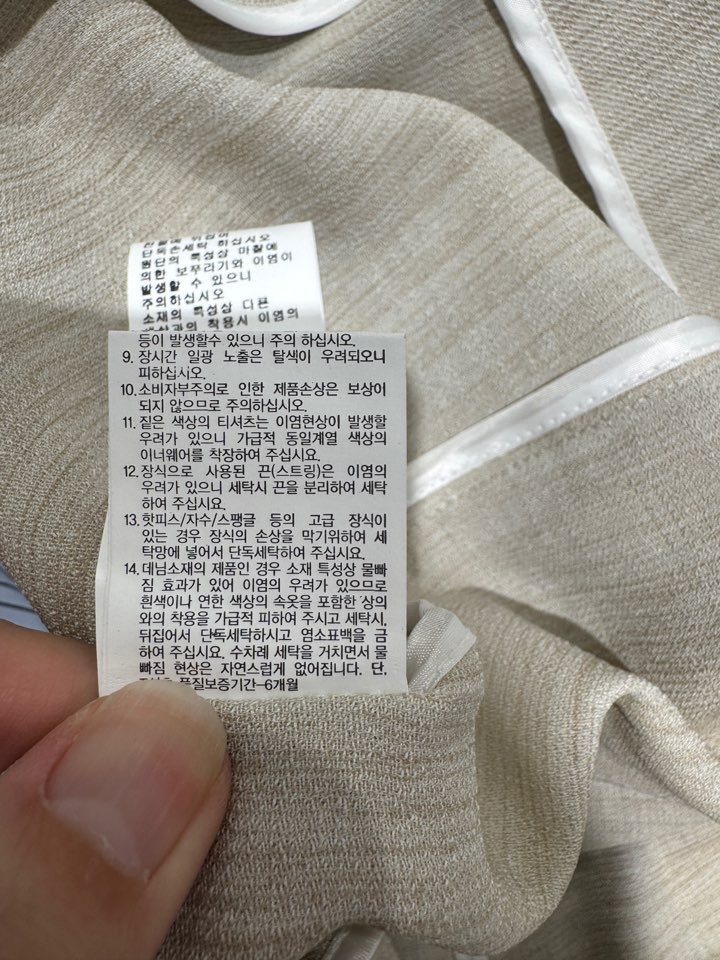 단독손세탁 하십시오
원단의 특성상 마찰에
의한 보푸라기와 이염이
발생할 수 있으니
주의하십시오
소재의 특성상 다른
색상과의 착용시 이염의
등이 발생할수 있으니 주의 하십시오.
9. 장시간 일광 노출은 탈색이 우려되오니
피하십시오.
10. 소비자부주의로 인한 제품손상은 보상이
되지 않으므로 주의하십시오.
11. 짙은 색상의 티셔츠는 이염현상이 발생할
우려가 있으니 가급적 동일계열 색상의
이너웨어를 착장하여 주십시요.
12. 장식으로 사용된 끈(스트링)은 이염의
우려가 있으니 세탁시 끈을 분리하여 세탁
하여 주십시요.
13. 핫피스/자수/스팽글 등의 고급 장식이
있는 경우 장식의 손상을 막기위하여 세
탁망에 넣어서 단독세탁하여 주십시요.
14. 데님소재의 제품인 경우 소재 특성상 물빠
짐 효과가 있어 이염의 우려가 있으므로
흰색이나 연한 색상의 속옷을 포함한 상의
와의 착용을 가급적 피하여 주시고 세탁시,
뒤집어서 단독세탁하시고 염소표백을 금
하여 주십시요. 수차례 세탁을 거치면서 물
빠짐 현상은 자연스럽게 없어집니다. 단,
품질보증기간-6개월